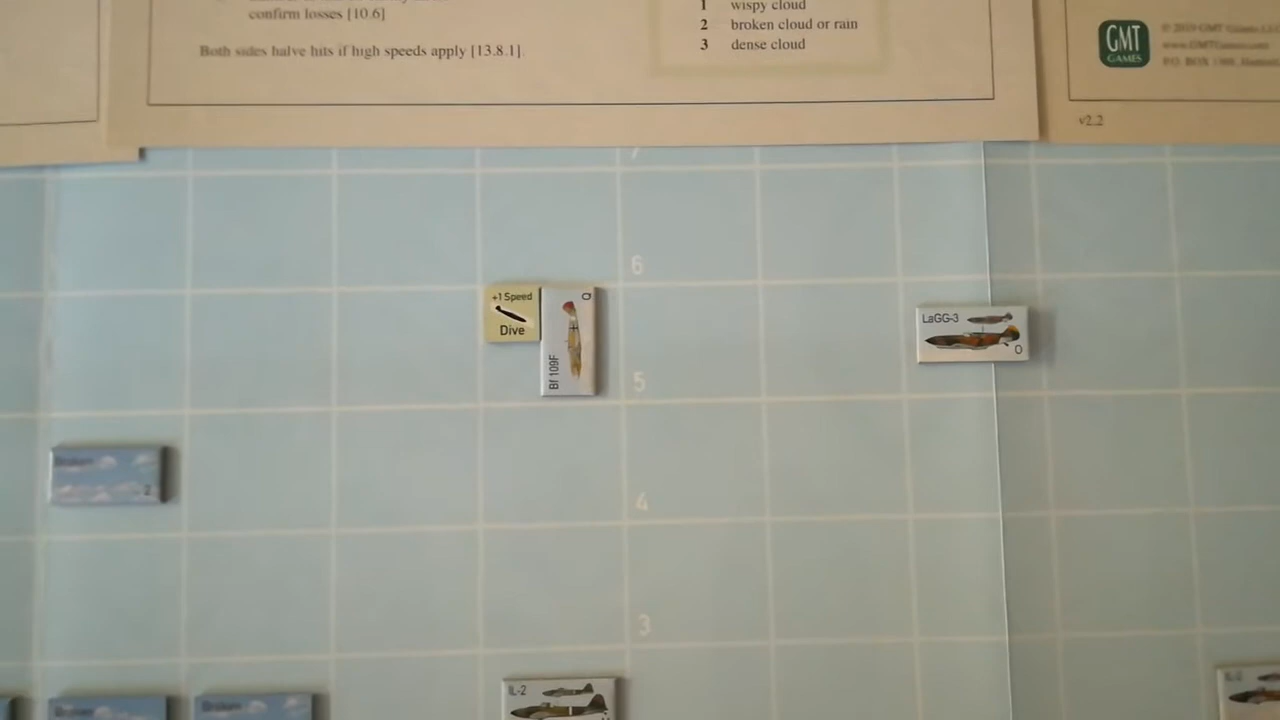 confirm losses [10.6]
Both sides halve hits if high speeds apply [13.8.1].
1 wispy cloud
2 broken cloud or rain
3 dense cloud
GMT
GAMES
v2.2
7
6
+1 Speed
Dive
Bf 109F
O
LaGG-3
O
5
Broken
2
4
3
IL-2
Broken
Broken